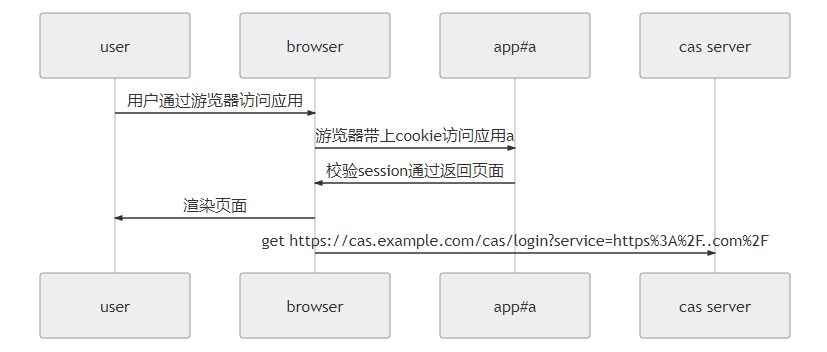 user browser app#a cas server
用户通过游览器访问应用
游览器带上cookie访问应用a
校验session通过返回页面
渲染页面
get https://cas.example.com/cas/login?service=https%3A%2F..com%2F
user browser app#a cas server